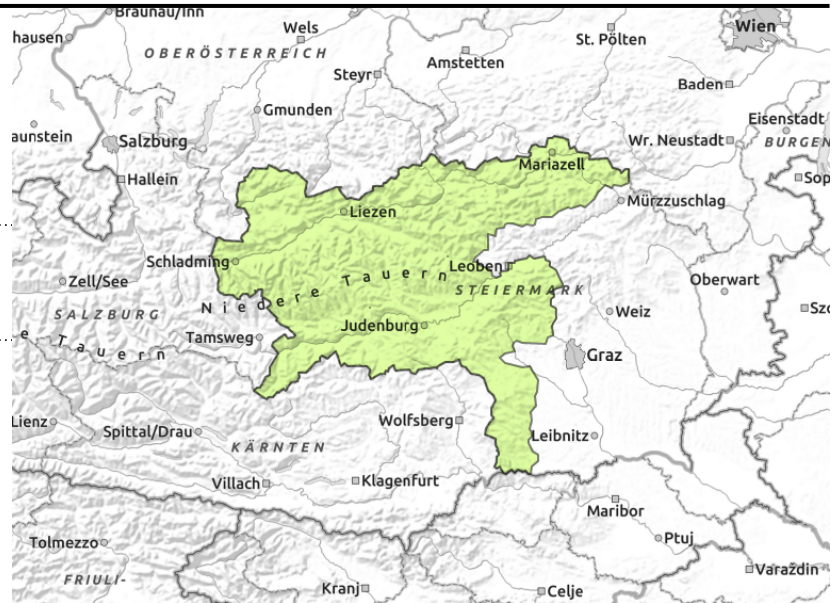 Braunau/Inn
hausen
Wels
Wien
OBERÖSTERREICH
St. Pölten
Amstetten
Steyr
Baden
Gmunden
Eisenstadt
aunstein
Salzburg
Wr. Neustadt
BURGEN
Mariazell
Hallein
Sop
Mürzzuschlag
Liezen
Schladming
Leoben
Zell/See
Niedere Tauern
STEIERMARK
Oberwart
SALZBURG
Szo
Weiz
Judenburg
e. Tauern
Tamsweg
Graz
Lienz
Wolfsberg
Spittal/Drau
Leibnitz
KÄRNTEN
Villach
Klagenfurt
Maribor
Tolmezzo
Ptuj
Varaždin
FRIULI-
Kranj
Celje